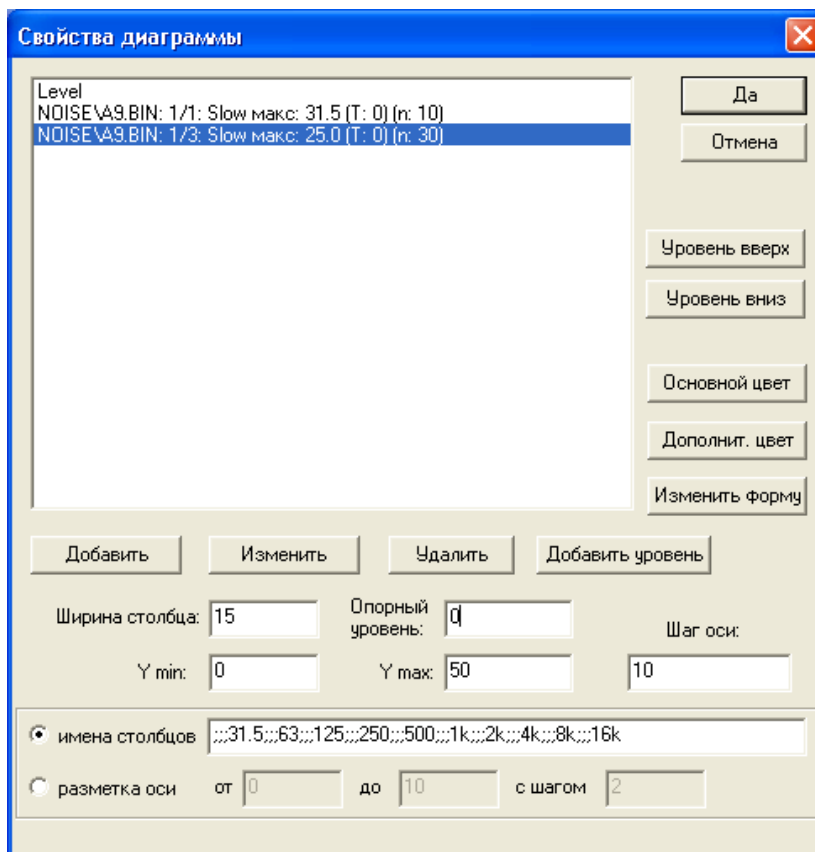 Свойства диаграммы
Level
NOISE\A9.BIN: 1/1: Slow макс: 31.5 (T: 0) (n: 10)
NOISE\A9.BIN: 1/3: Slow макс: 25.0 (T: 0) (n: 30)
Да
Отмена
Уровень вверх
Уровень вниз
Основной цвет
Дополнит. цвет
Изменить форму
Добавить
Изменить
Удалить
Добавить уровень
Ширина столбца: 15
Опорный
уровень: 0
Шаг оси:
Y min: 0
Y max: 50
10
имена столбцов ;;;31.5;;;63;;;125;;;250;;;500;;;1k;;;2k;;;4k;;;8k;;;16k
разметка оси от 0 до 10 с шагом 2